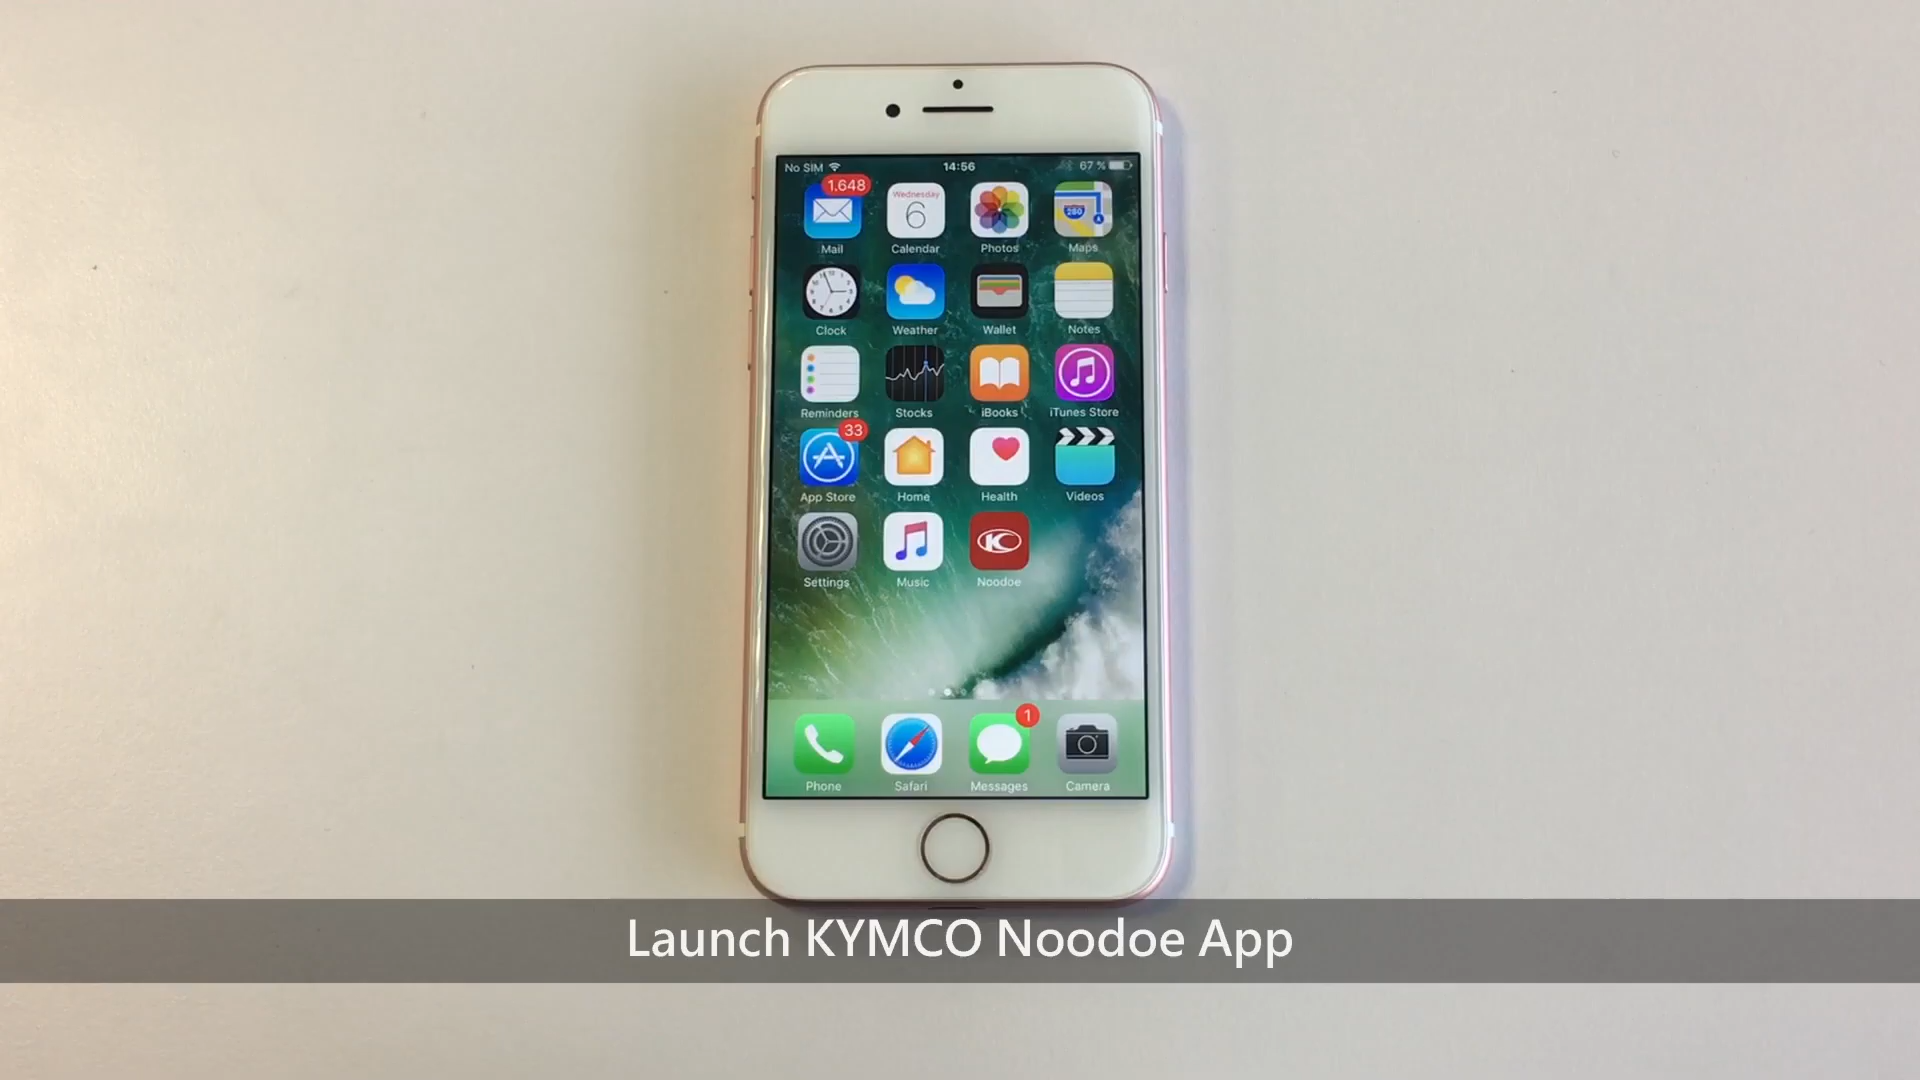 No SIM 14:56 67 %
1.648 Wednesday
6 280
Mail Calendar Photos Maps
Clock Weather Wallet Notes
Reminders Stocks iBooks iTunes Store
33
App Store Home Health Videos
KC
Settings Music Noodoe
1
Phone Safari Messages Camera
Launch KYMCO Noodoe App